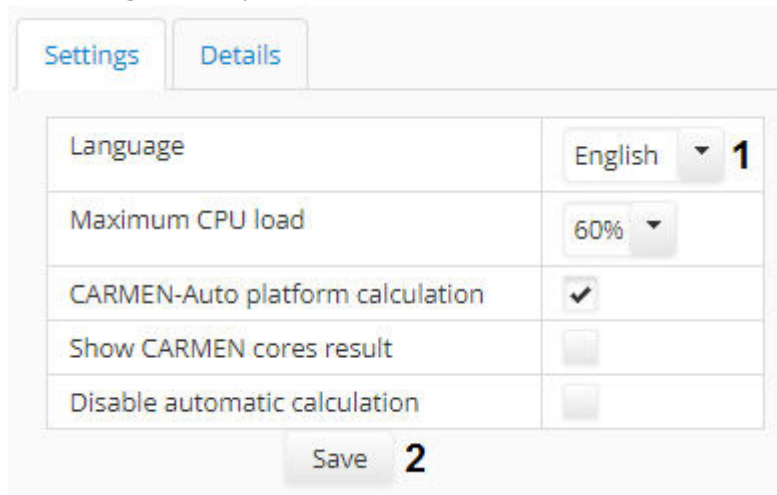 Settings Details
Language English 1
Maximum CPU load 60%
CARMEN-Auto platform calculation
Show CARMEN cores result
Disable automatic calculation
Save 2